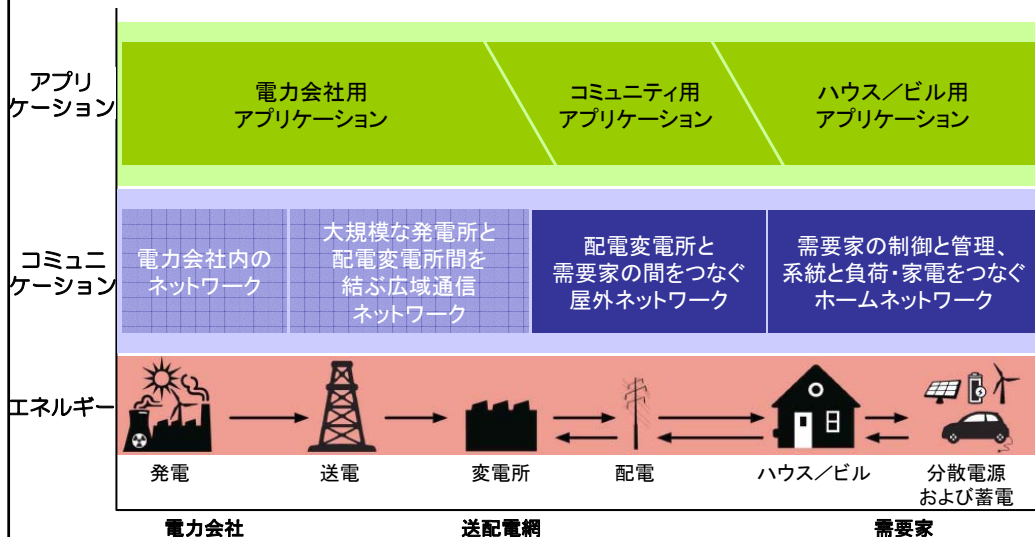 アプリ
ケーション
電力会社用
アプリケーション
コミュニティ用
アプリケーション
ハウス／ビル用
アプリケーション
コミュニ
ケーション
電力会社内の
ネットワーク
大規模な発電所と
配電変電所間を
結ぶ広域通信
ネットワーク
配電変電所と
需要家の間をつなぐ
屋外ネットワーク
需要家の制御と管理、
系統と負荷・家電をつなぐ
ホームネットワーク
エネルギー
発電
送電
変電所
配電
ハウス／ビル
分散電源
および蓄電
電力会社
送配電網
需要家